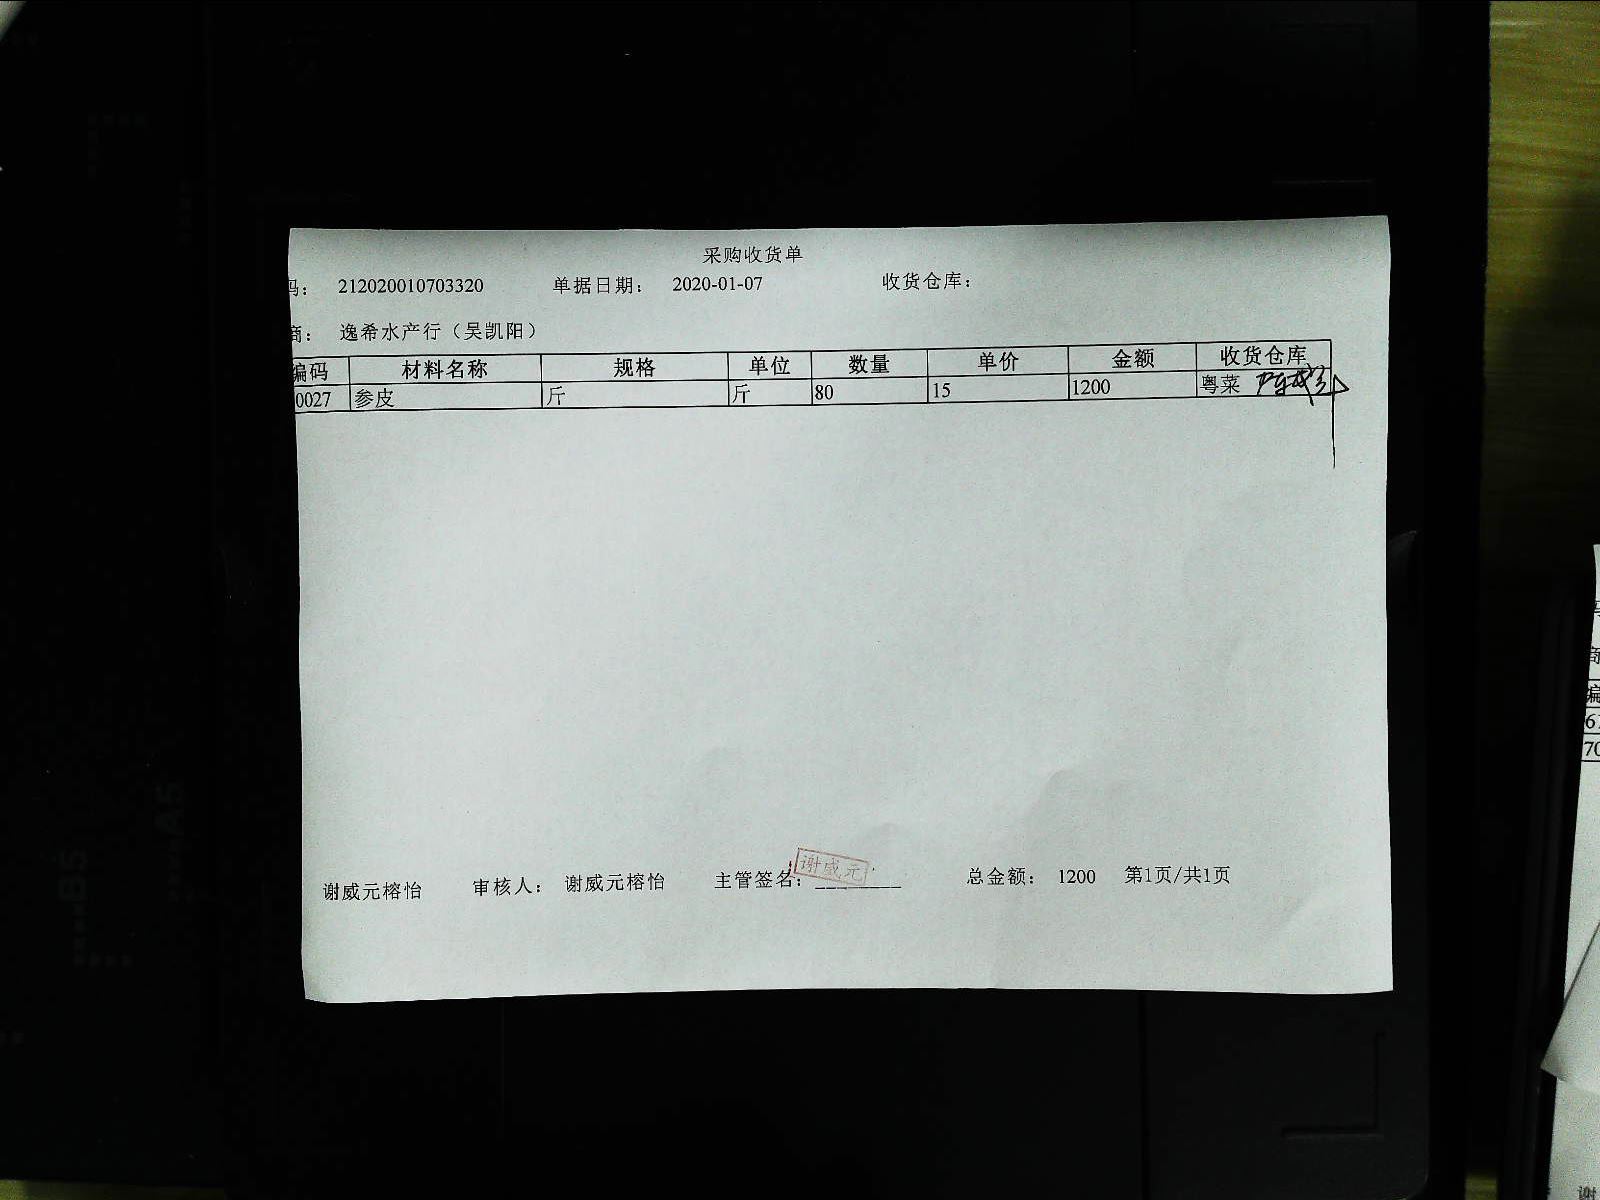 采购收货单
码： 212020010703320 单据日期： 2020-01-07 收货仓库：
商： 逸希水产行（吴凯阳）
编码 材料名称 规格 单位 数量 单价 金额 收货仓库
0027 参皮 斤 斤 80 15 1200 粤菜
谢威元
谢威元榕怡 审核人： 谢威元榕怡 主管签名： 总金额： 1200 第1页/共1页
A5
B5